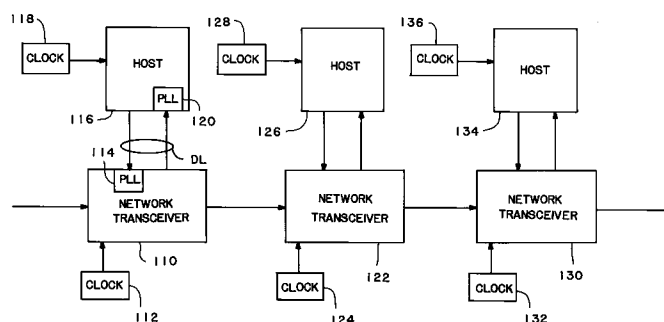 118
CLOCK
HOST
PLL
120
116
128
CLOCK
HOST
126
136
CLOCK
HOST
134
114
DL
PLL
NETWORK
TRANSCEIVER
110
NETWORK
TRANSCEIVER
122
NETWORK
TRANSCEIVER
130
CLOCK
112
CLOCK
124
CLOCK
132